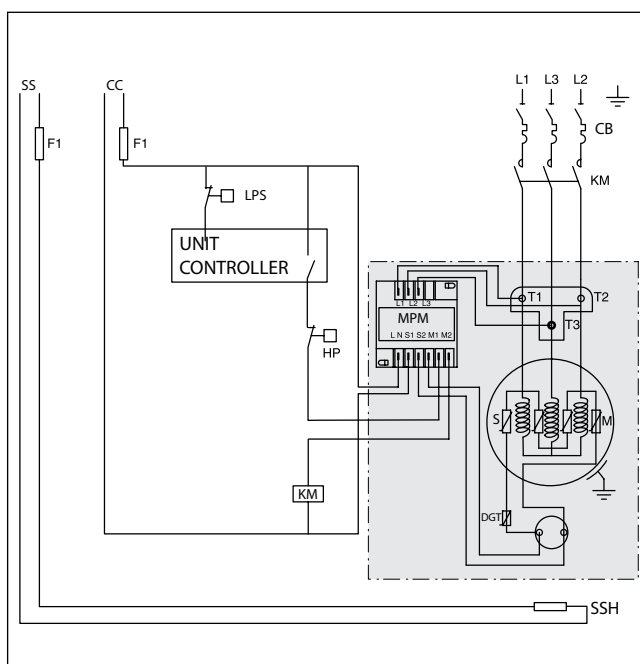 SS CC L1 L3 L2
F1 F1 CB
KM
LPS
UNIT
CONTROLLER
L1 L2 L3
T1 T2
MPM
T3
L N S1 S2 M1 M2
HP
S M
KM
DGT
SSH